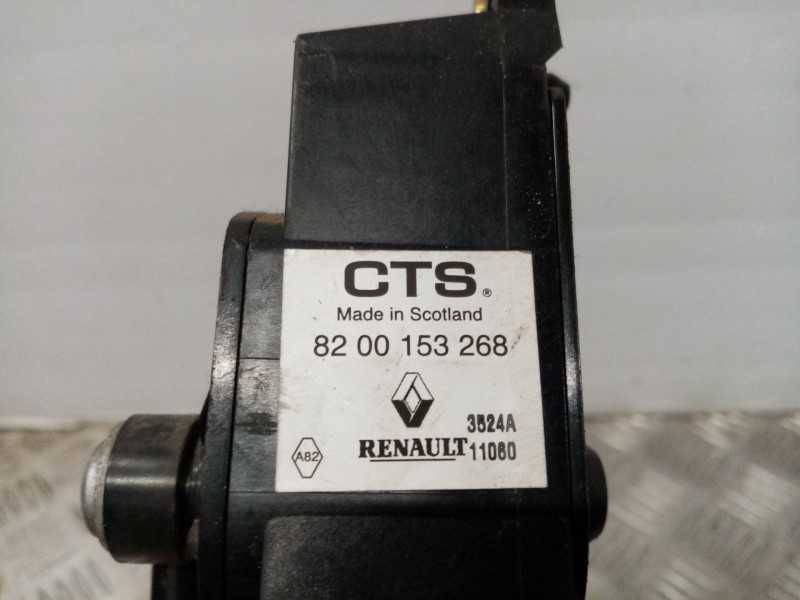 CTS®
Made in Scotland
82 00 153 268
3524A
A82 RENAULT 11060